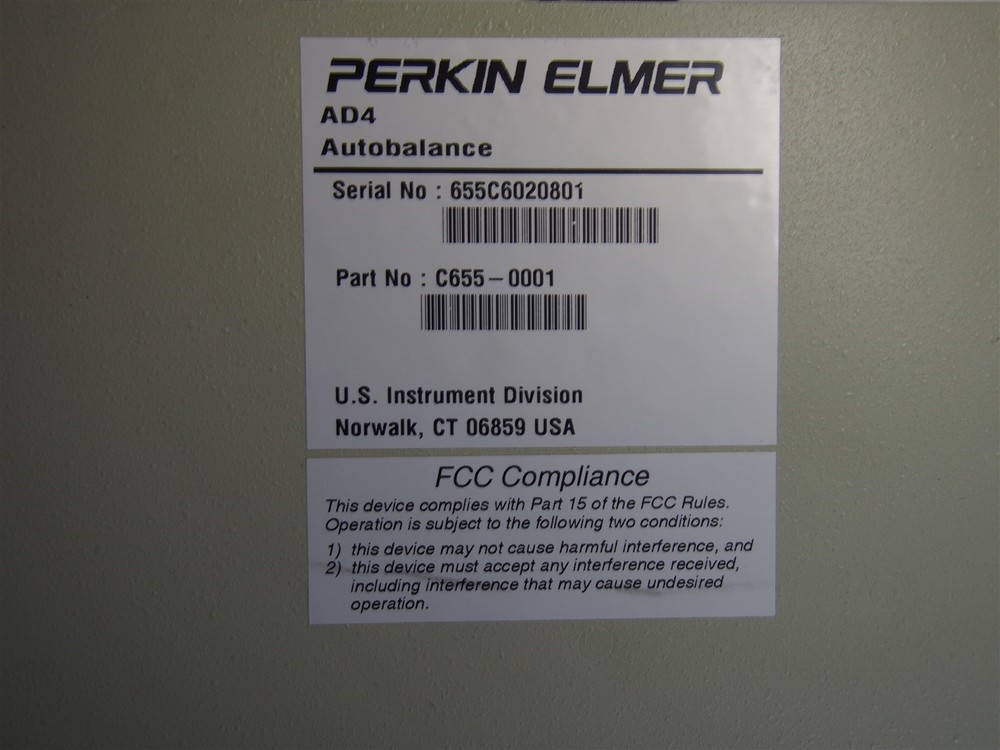 PERKIN ELMER
AD4
Autobalance
Serial No : 655C6020801
Part No : C655-0001
U.S. Instrument Division
Norwalk, CT 06859 USA
FCC Compliance
This device complies with Part 15 of the FCC Rules.
Operation is subject to the following two conditions:
1) this device may not cause harmful interference, and
2) this device must accept any interference received,
including interference that may cause undesired
operation.